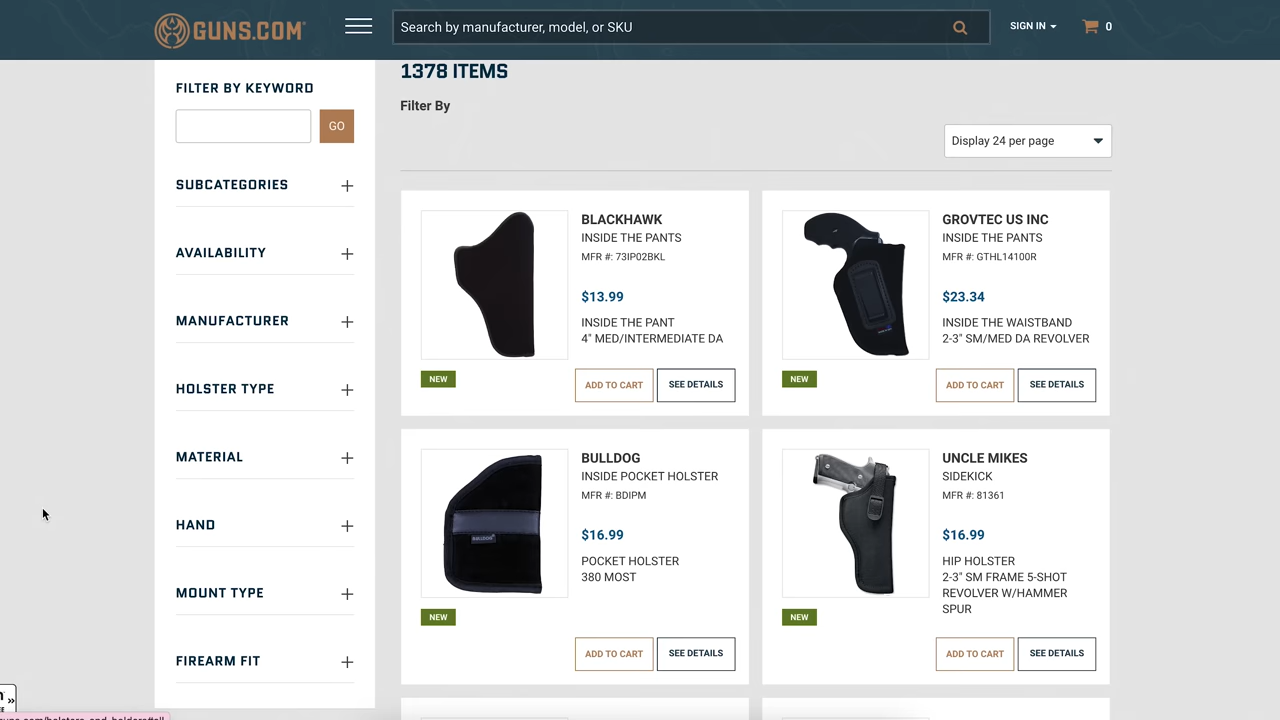 GUNS.COM
Search by manufacturer, model, or SKU
SIGN IN
0
FILTER BY KEYWORD
GO
SUBCATEGORIES
AVAILABILITY
MANUFACTURER
HOLSTER TYPE
MATERIAL
HAND
MOUNT TYPE
FIREARM FIT
1378 ITEMS
Filter By
Display 24 per page
BLACKHAWK
INSIDE THE PANTS
MFR #: 73IP02BKL
$13.99
INSIDE THE PANT
4" MED/INTERMEDIATE DA
NEW
ADD TO CART
SEE DETAILS
GROVTEC US INC
INSIDE THE PANTS
MFR #: GTHL14100R
$23.34
INSIDE THE WAISTBAND
2-3" SM/MED DA REVOLVER
NEW
ADD TO CART
SEE DETAILS
BULLDOG
BULLDOG
INSIDE POCKET HOLSTER
MFR #: BDIPM
$16.99
POCKET HOLSTER
380 MOST
NEW
ADD TO CART
SEE DETAILS
UNCLE MIKES
SIDEKICK
MFR #: 81361
$16.99
HIP HOLSTER
2-3" SM FRAME 5-SHOT
REVOLVER W/HAMMER
SPUR
NEW
ADD TO CART
SEE DETAILS